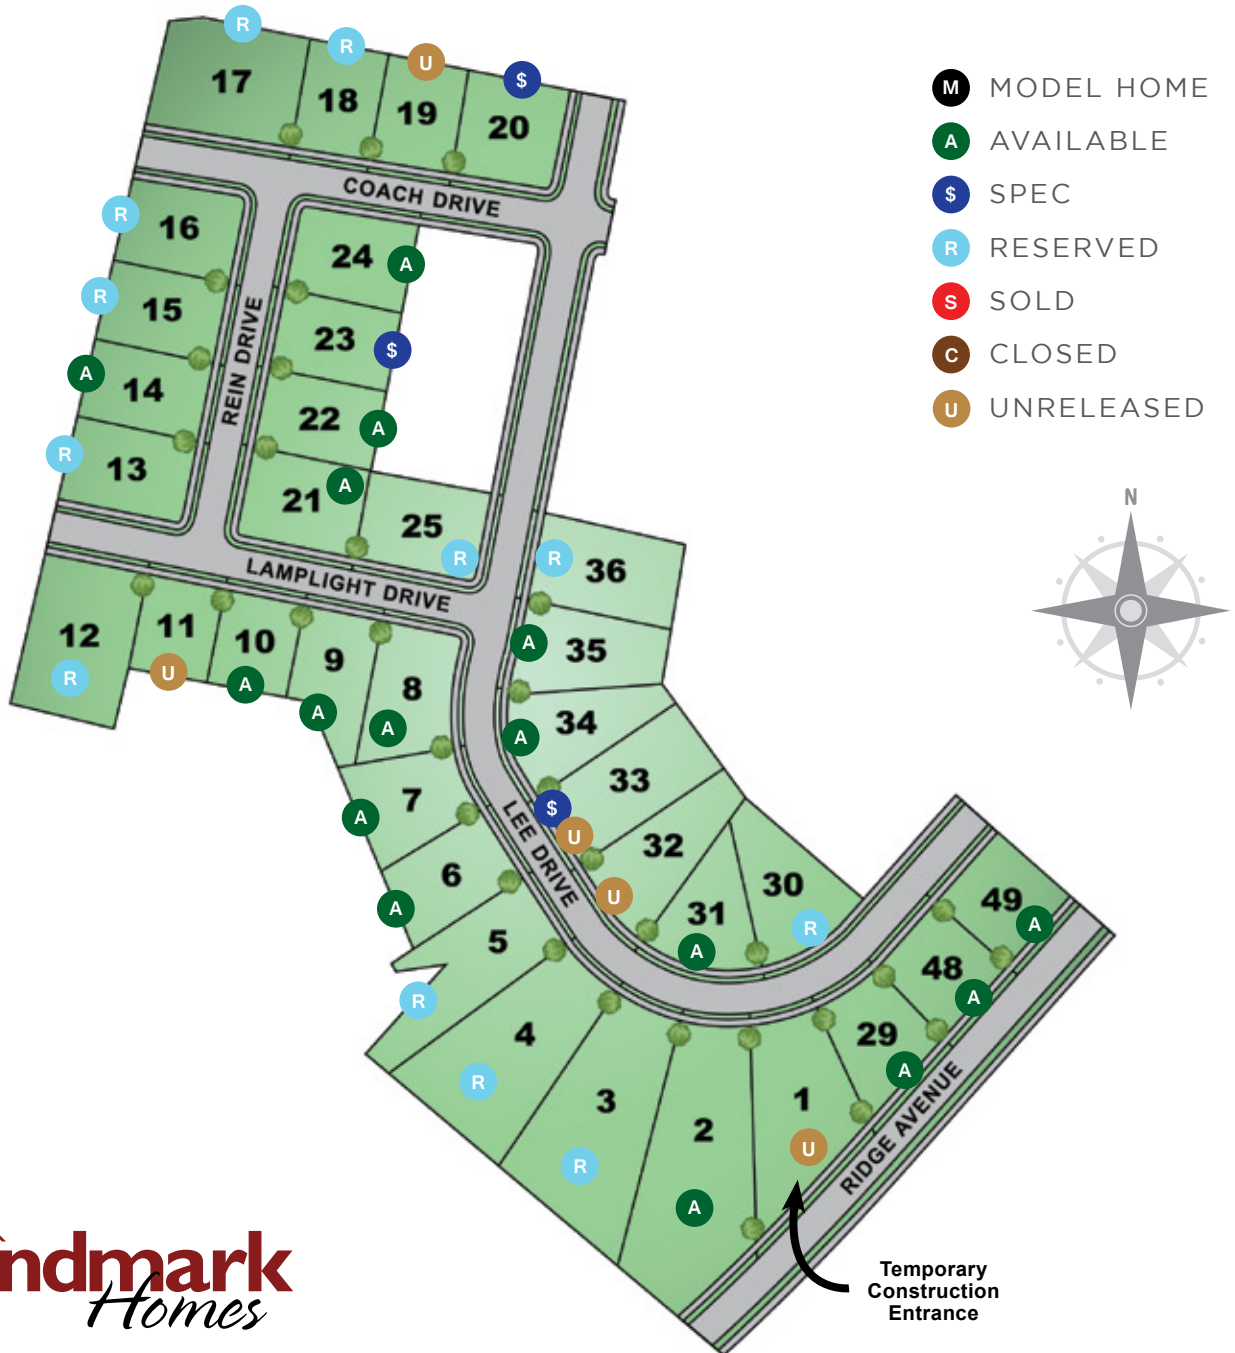 R
R
U
$
17
18
19
20
COACH DRIVE
M MODEL HOME
A AVAILABLE
$ SPEC
R RESERVED
S SOLD
C CLOSED
U UNRELEASED
N
R
16
R
15
A
14
R
13
REIN DRIVE
24 A
23 $
22 A
21 A
25
R
LAMPLIGHT DRIVE
12
R
11
U
10
A
9
A
8
A
7
A
6
A
5
R
4
R
3
R
2
A
1
U
LEE DRIVE
R 36
A 35
A 34
33
$
U
32
U
31
A
30
R
49
A
48
A
29
A
RIDGE AVENUE
Temporary
Construction
Entrance
ndmark
Homes